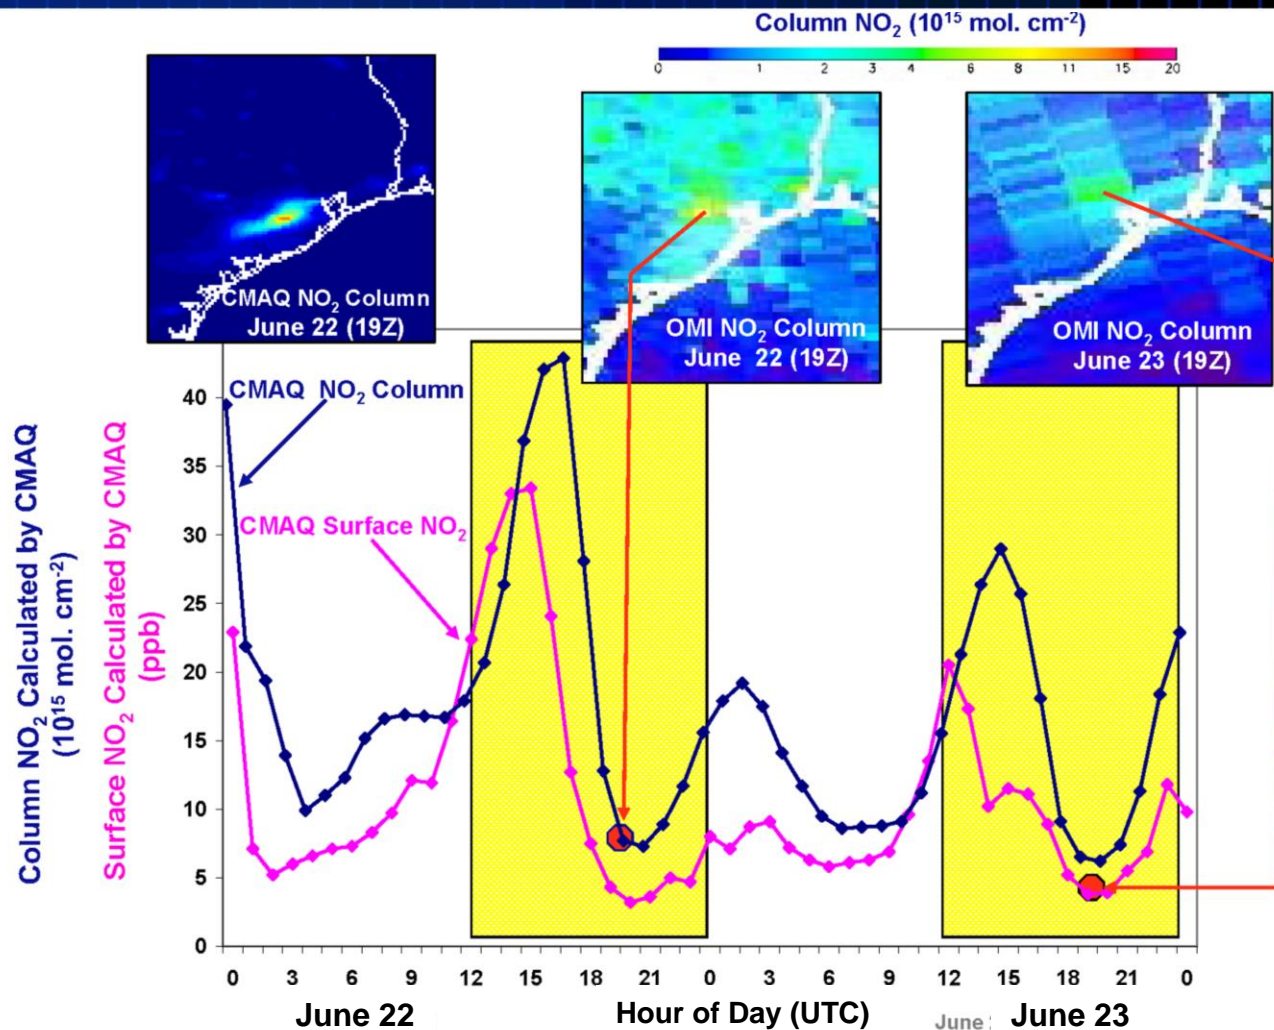 Column NO₂ (10¹⁵ mol. cm⁻²)
0 1 2 3 4 6 8 11 15 20
CMAQ NO₂ Column
June 22 (19Z)
OMI NO₂ Column
June 22 (19Z)
OMI NO₂ Column
June 23 (19Z)
CMAQ NO₂ Column
CMAQ Surface NO₂
Column NO₂ Calculated by CMAQ
(10¹⁵ mol. cm⁻²)
Surface NO₂ Calculated by CMAQ
(ppb)
40
35
30
25
20
15
10
5
0
0 3 6 9 12 15 18 21 0 3 6 9 12 15 18 21 0
June 22 Hour of Day (UTC) June : June 23